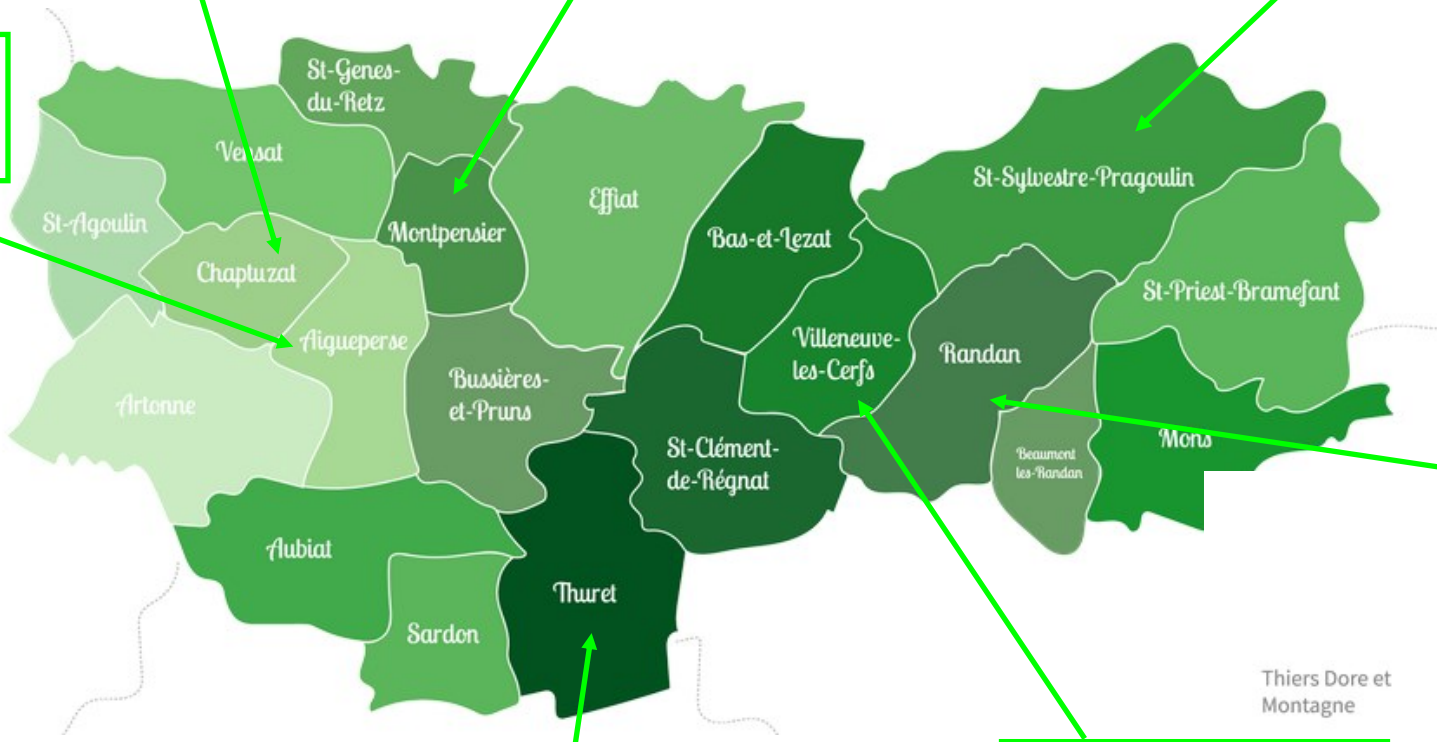 St-Genes-
du-Retz
Vensat
St-Agoulin
Chaptuzat
Montpensier
Effiat
Bas-et-Lezat
St-Sylvestre-Pragoulin
St-Priest-Bramefant
Artonne
Aigueperse
Bussières-
et-Pruns
Villeneuve-
les-Cerfs
Randan
Beaumont
les-Randan
Mons
St-Clément-
de-Régnat
Aubiat
Sardon
Thuret
Thiers Dore et
Montagne